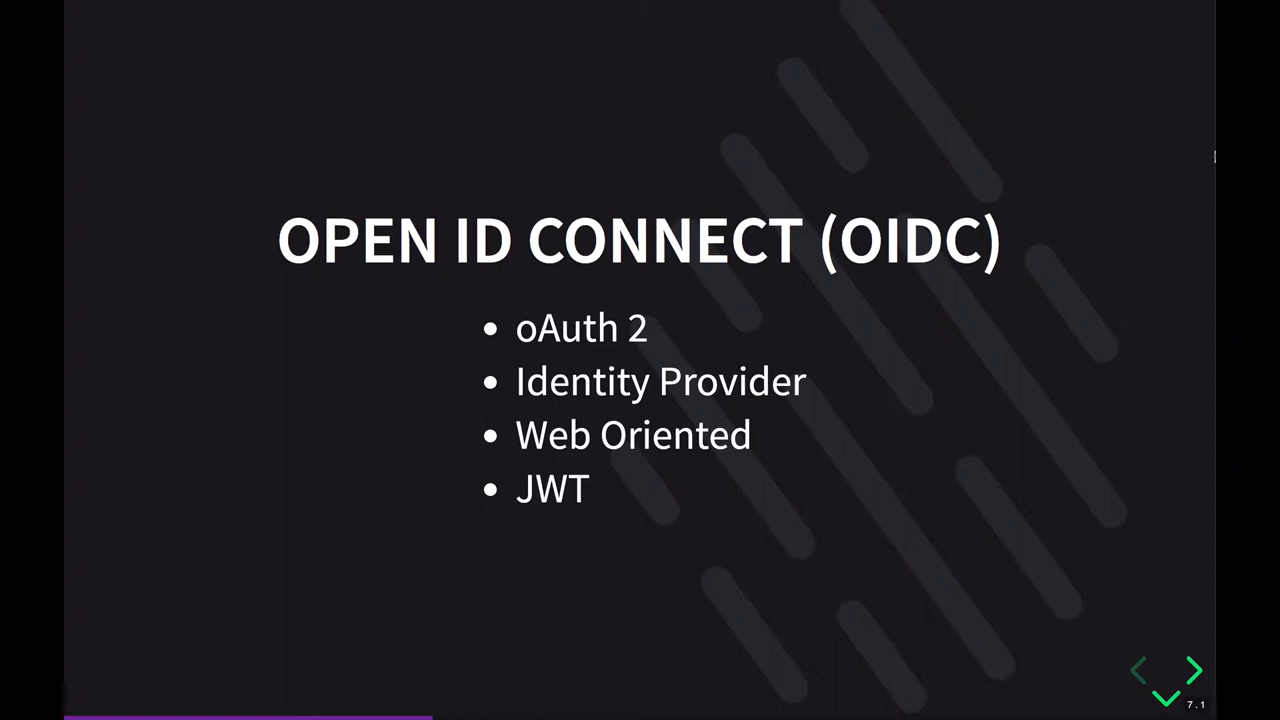 OPEN ID CONNECT (OIDC)
• oAuth 2
• Identity Provider
• Web Oriented
• JWT
7.1